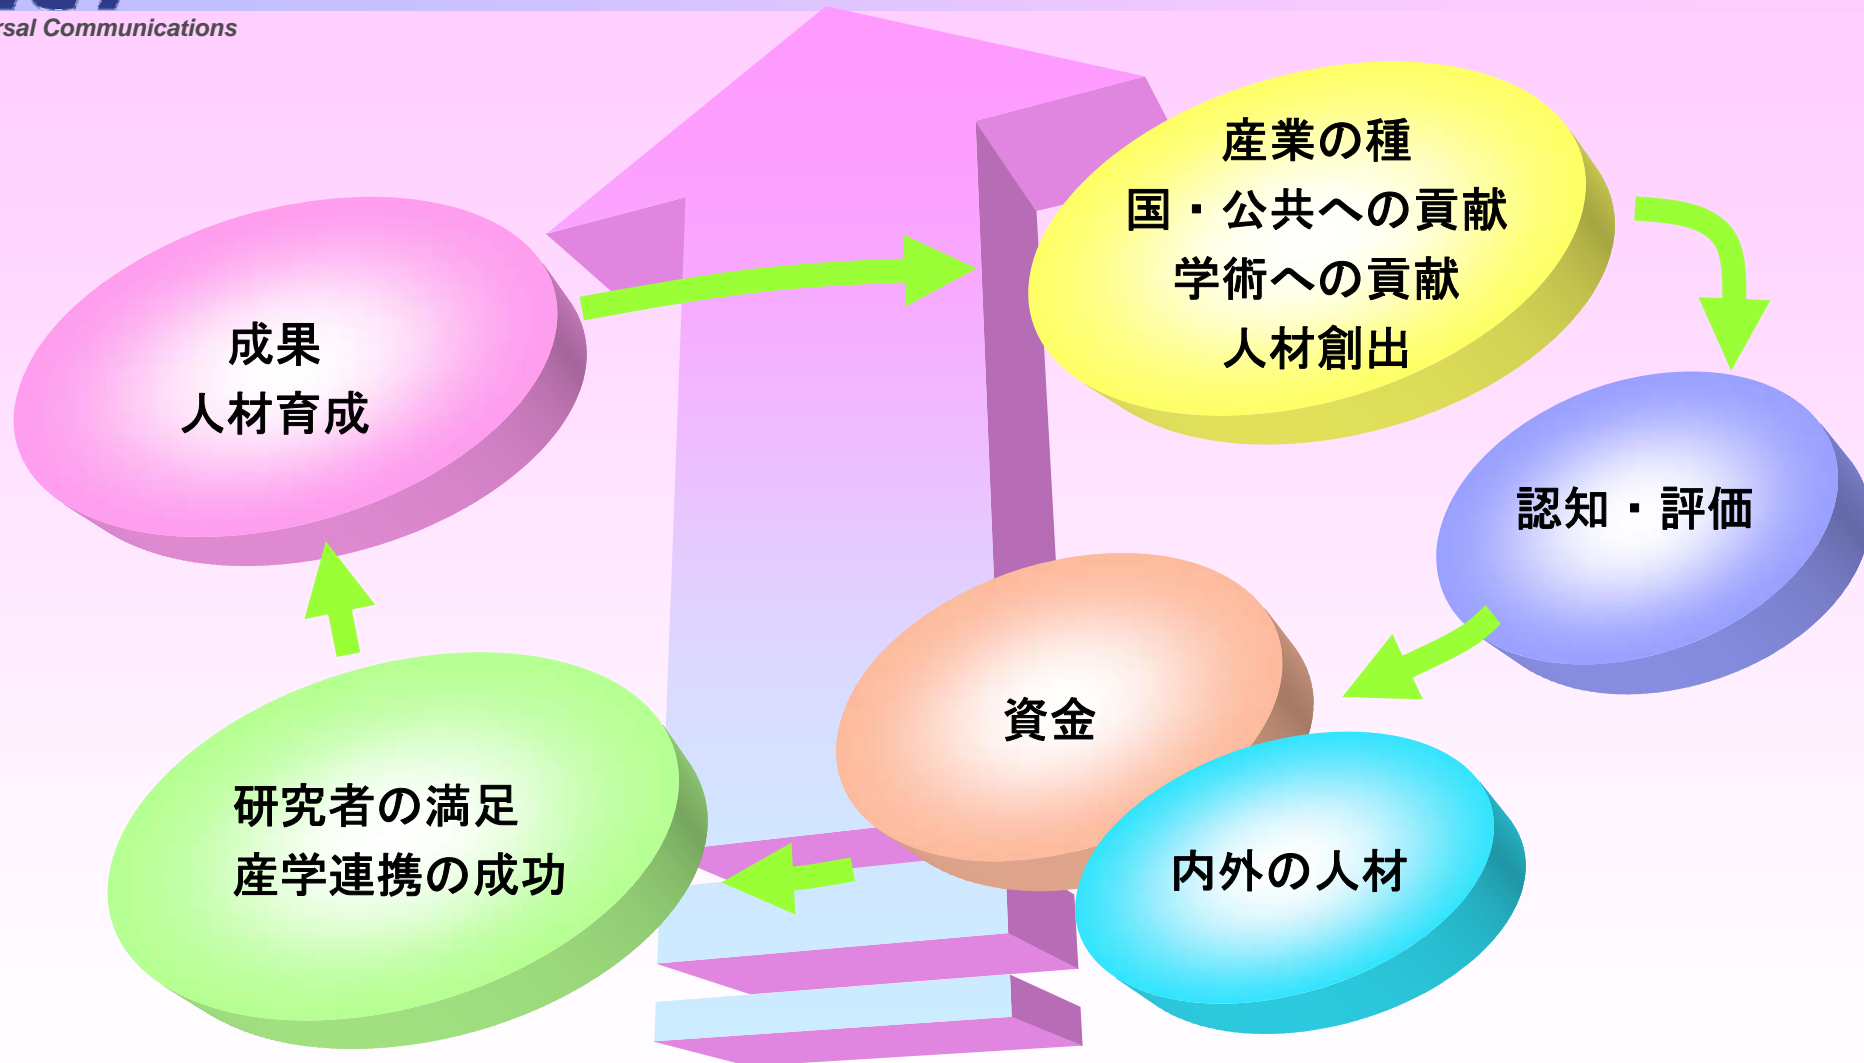 Communications
産業の種
国・公共への貢献
学術への貢献
人材創出
成果
人材育成
認知・評価
資金
内外の人材
研究者の満足
産学連携の成功